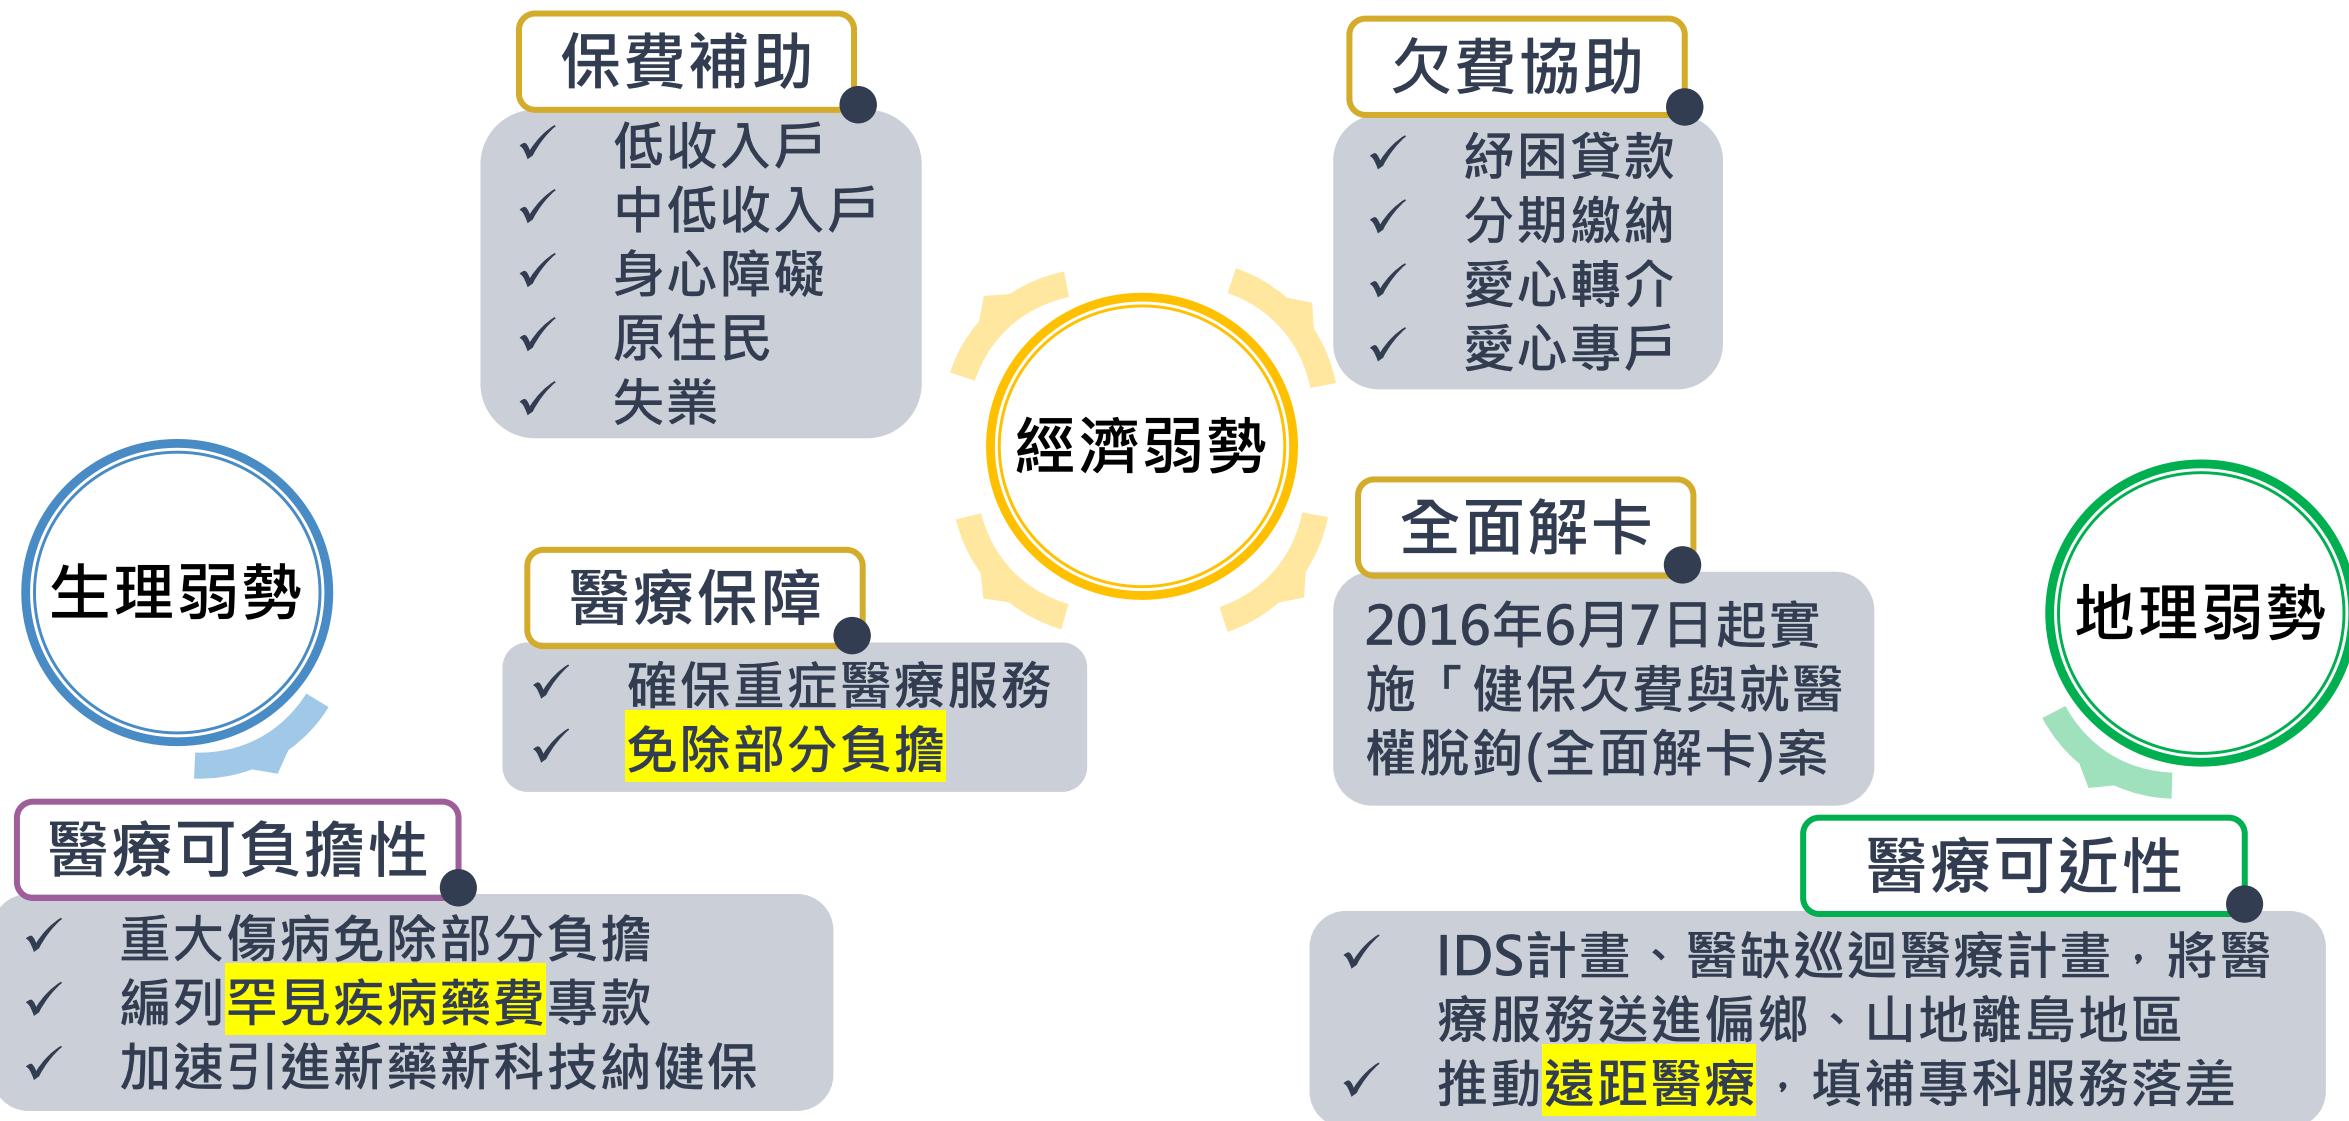 保費補助
低收入戶
中低收入戶
身心障礙
原住民
失業
欠費協助
紓困貸款
分期繳納
愛心轉介
愛心專戶
經濟弱勢
生理弱勢
地理弱勢
醫療保障
確保重症醫療服務
免除部分負擔
全面解卡
2016年6月7日起實
施「健保欠費與就醫
權脫鉤(全面解卡)案
醫療可負擔性
重大傷病免除部分負擔
編列罕見疾病藥費專款
加速引進新藥新科技納健保
醫療可近性
IDS計畫、醫缺巡迴醫療計畫，將醫
療服務送進偏鄉、山地離島地區
推動遠距醫療，填補專科服務落差